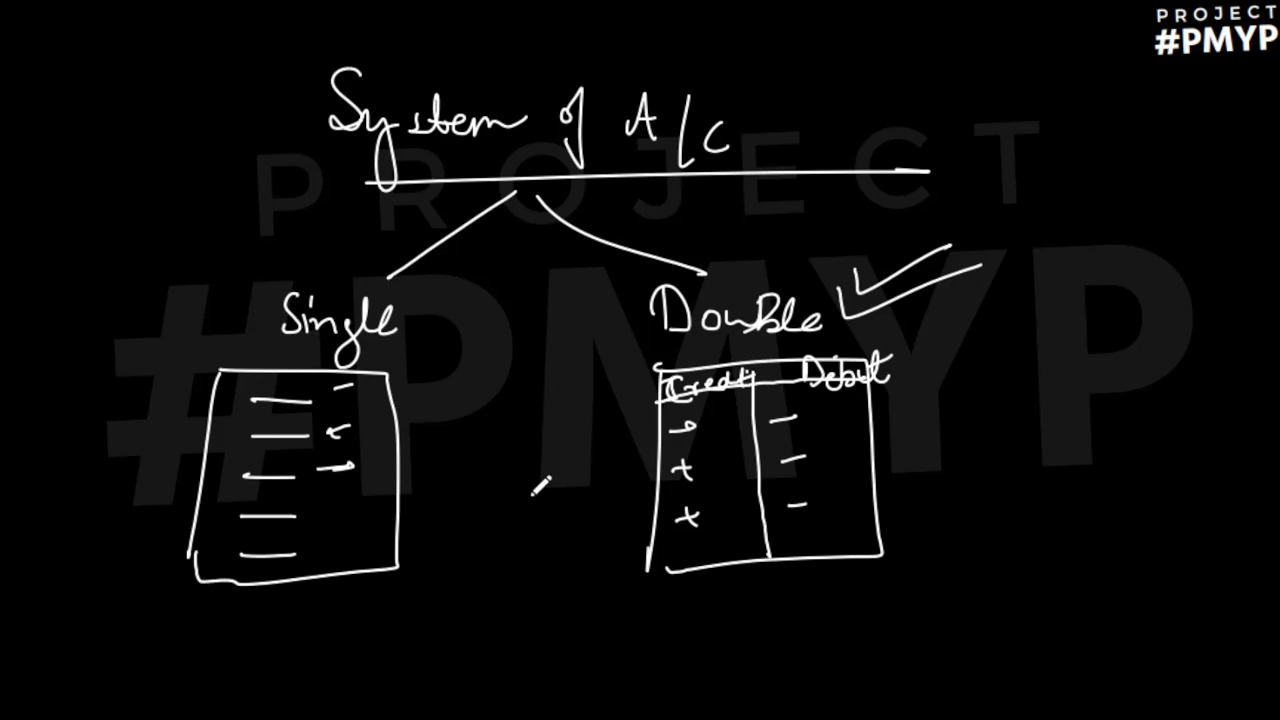 PROJECT
#PMYP
System of A/C
PROJECT
#PMYP
Single
Double
Credit
Debit